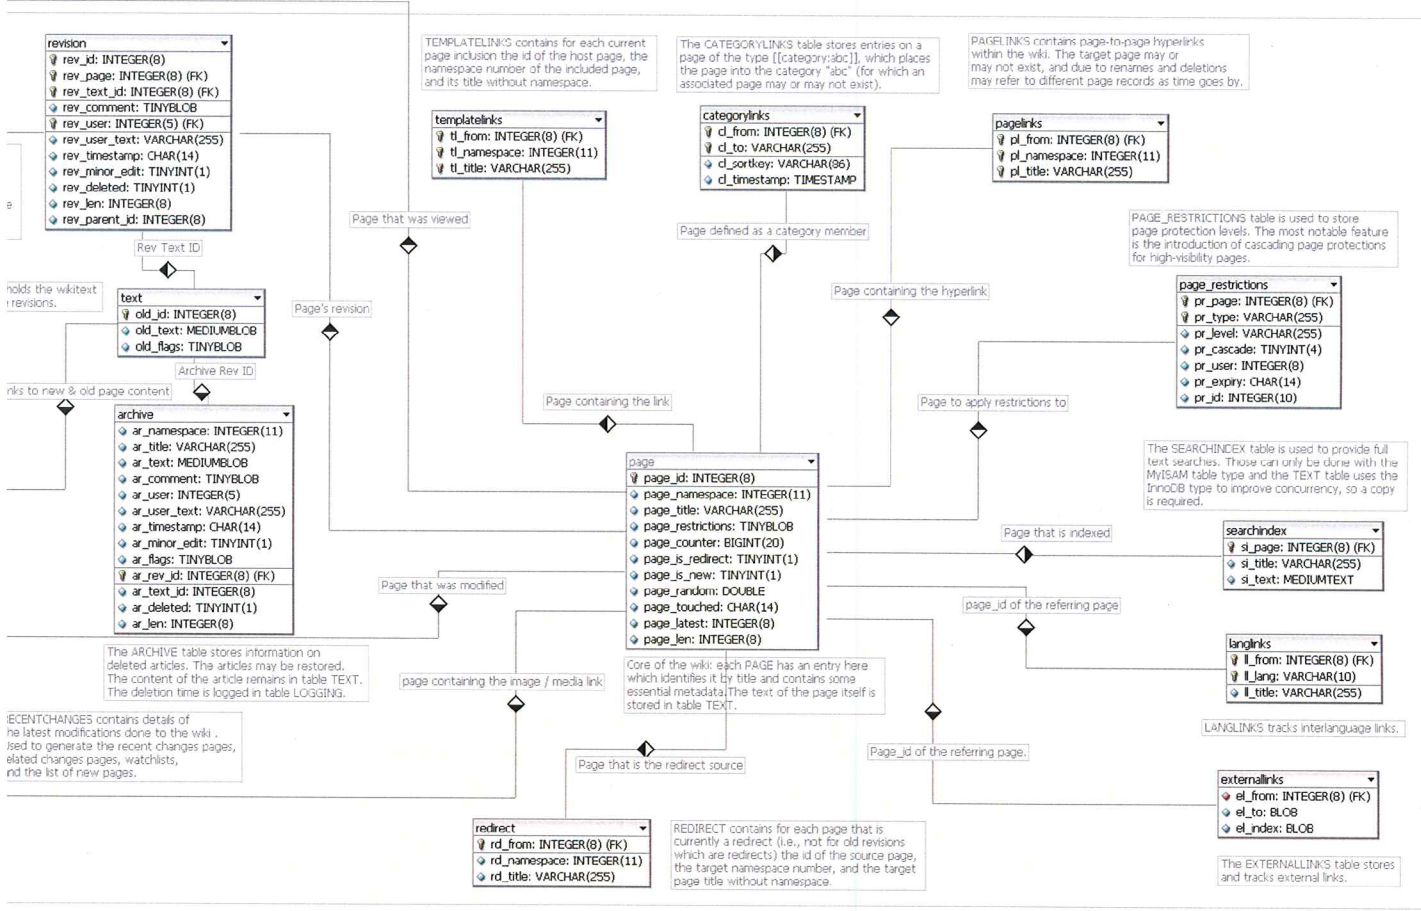 revision
rev_id: INTEGER(8)
rev_page: INTEGER(8) (FK)
rev_text_id: INTEGER(8) (FK)
rev_comment: TINYBLOB
rev_user: INTEGER(5) (FK)
rev_user_text: VARCHAR(255)
rev_timestamp: CHAR(14)
rev_minor_edit: TINYINT(1)
rev_deleted: TINYINT(1)
rev_len: INTEGER(8)
rev_parent_id: INTEGER(8)
Rev Text ID
holds the wikitext
revisions.
text
old_id: INTEGER(8)
old_text: MEDIUMBLOB
old_flags: TINYBLOB
Archive Rev ID
nks to new & old page content
archive
ar_namespace: INTEGER(11)
ar_title: VARCHAR(255)
ar_text: MEDIUMBLOB
ar_comment: TINYBLOB
ar_user: INTEGER(5)
ar_user_text: VARCHAR(255)
ar_timestamp: CHAR(14)
ar_minor_edit: TINYINT(1)
ar_flags: TINYBLOB
ar_rev_id: INTEGER(8) (FK)
ar_text_id: INTEGER(8)
ar_deleted: TINYINT(1)
ar_len: INTEGER(8)
The ARCHIVE table stores information on
deleted articles. The articles may be restored.
The content of the article remains in table TEXT.
The deletion time is logged in table LOGGING.
RECENTCHANGES contains details of
he latest modifications done to the wiki .
Used to generate the recent changes pages,
elated changes pages, watchlists,
nd the list of new pages.
TEMPLATELINKS contains for each current
page inclusion the id of the host page, the
namespace number of the included page,
and its title without namespace.
templatelinks
tl_from: INTEGER(8) (FK)
tl_namespace: INTEGER(11)
tl_title: VARCHAR(255)
Page that was viewed
Page's revision
Page containing the link
The CATEGORYLINKS table stores entries on a
page of the type [[category:abc]], which places
the page into the category "abc" (for which an
associated page may or may not exist).
categorylinks
cl_from: INTEGER(8) (FK)
cl_to: VARCHAR(255)
cl_sortkey: VARCHAR(86)
cl_timestamp: TIMESTAMP
Page defined as a category member
PAGELINKS contains page-to-page hyperlinks
within the wiki. The target page may or
may not exist, and due to renames and deletions
may refer to different page records as time goes by.
pagelinks
pl_from: INTEGER(8) (FK)
pl_namespace: INTEGER(11)
pl_title: VARCHAR(255)
Page containing the hyperlink
PAGE_RESTRICTIONS table is used to store
page protection levels. The most notable feature
is the introduction of cascading page protections
for high-visibility pages.
page_restrictions
pr_page: INTEGER(8) (FK)
pr_type: VARCHAR(255)
pr_level: VARCHAR(255)
pr_cascade: TINYINT(4)
pr_user: INTEGER(8)
pr_expiry: CHAR(14)
pr_id: INTEGER(10)
Page to apply restrictions to
page
page_id: INTEGER(8)
page_namespace: INTEGER(11)
page_title: VARCHAR(255)
page_restrictions: TINYBLOB
page_counter: BIGINT(20)
page_is_redirect: TINYINT(1)
page_is_new: TINYINT(1)
page_random: DOUBLE
page_touched: CHAR(14)
page_latest: INTEGER(8)
page_len: INTEGER(8)
Core of the wiki: each PAGE has an entry here
which identifies it by title and contains some
essential metadata.The text of the page itself is
stored in table TEXT.
Page that was modified
page containing the image / media link
Page that is the redirect source
redirect
rd_from: INTEGER(8) (FK)
rd_namespace: INTEGER(11)
rd_title: VARCHAR(255)
REDIRECT contains for each page that is
currently a redirect (i.e., not for old revisions
which are redirects) the id of the source page,
the target namespace number, and the target
page title without namespace.
The SEARCHINDEX table is used to provide full
text searches. Those can only be done with the
MyISAM table type and the TEXT table uses the
InnoDB type to improve concurrency, so a copy
is required.
Page that is indexed
searchindex
si_page: INTEGER(8) (FK)
si_title: VARCHAR(255)
si_text: MEDIUMTEXT
page_id of the referring page
langlinks
ll_from: INTEGER(8) (FK)
ll_lang: VARCHAR(10)
ll_title: VARCHAR(255)
LANGLINKS tracks interlanguage links.
Page_id of the referring page.
externallinks
el_from: INTEGER(8) (FK)
el_to: BLOB
el_index: BLOB
The EXTERNALLINKS table stores
and tracks external links.